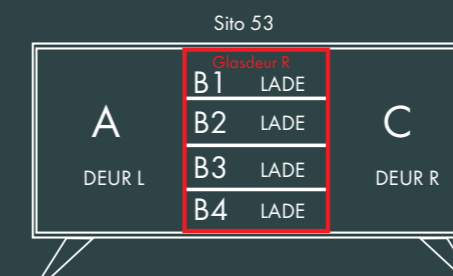 Sito 53
Glasdeur R
B1 LADE
A
B2 LADE
C
DEUR L
B3 LADE
DEUR R
B4 LADE